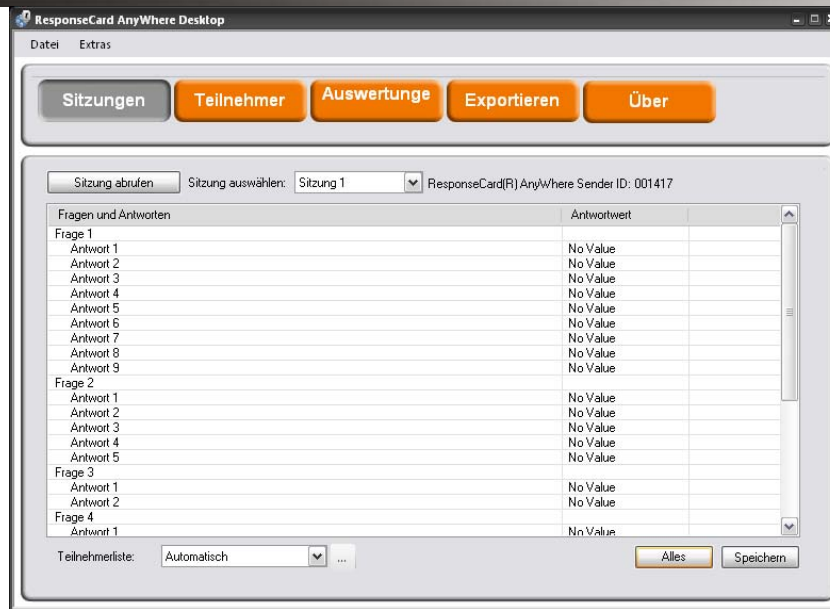 ResponseCard AnyWhere Desktop
Datei Extras
Sitzungen Teilnehmer Auswertunge Exportieren Über
Sitzung abrufen Sitzung auswählen: Sitzung 1 ResponseCard(R) AnyWhere Sender ID: 001417
Fragen und Antworten Antwortwert
Frage 1
Antwort 1 No Value
Antwort 2 No Value
Antwort 3 No Value
Antwort 4 No Value
Antwort 5 No Value
Antwort 6 No Value
Antwort 7 No Value
Antwort 8 No Value
Antwort 9 No Value
Frage 2
Antwort 1 No Value
Antwort 2 No Value
Antwort 3 No Value
Antwort 4 No Value
Antwort 5 No Value
Frage 3
Antwort 1 No Value
Antwort 2 No Value
Frage 4
Antwort 1 No Value
Teilnehmerliste: Automatisch ... Alles Speichern